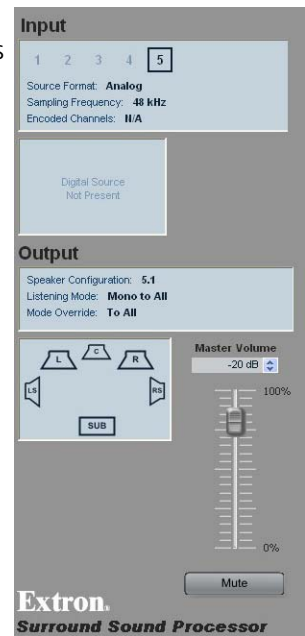 Input
s
1 2 3 4 5
Source Format: Analog
Sampling Frequency: 48 kHz
Encoded Channels: N/A
Digital Source
Not Present
Output
Speaker Configuration: 5.1
Listening Mode: Mono to All
Mode Override: To All
L C R
LS RS
SUB
Master Volume
-20 dB
100%
0%
Mute
Extron®
Surround Sound Processor